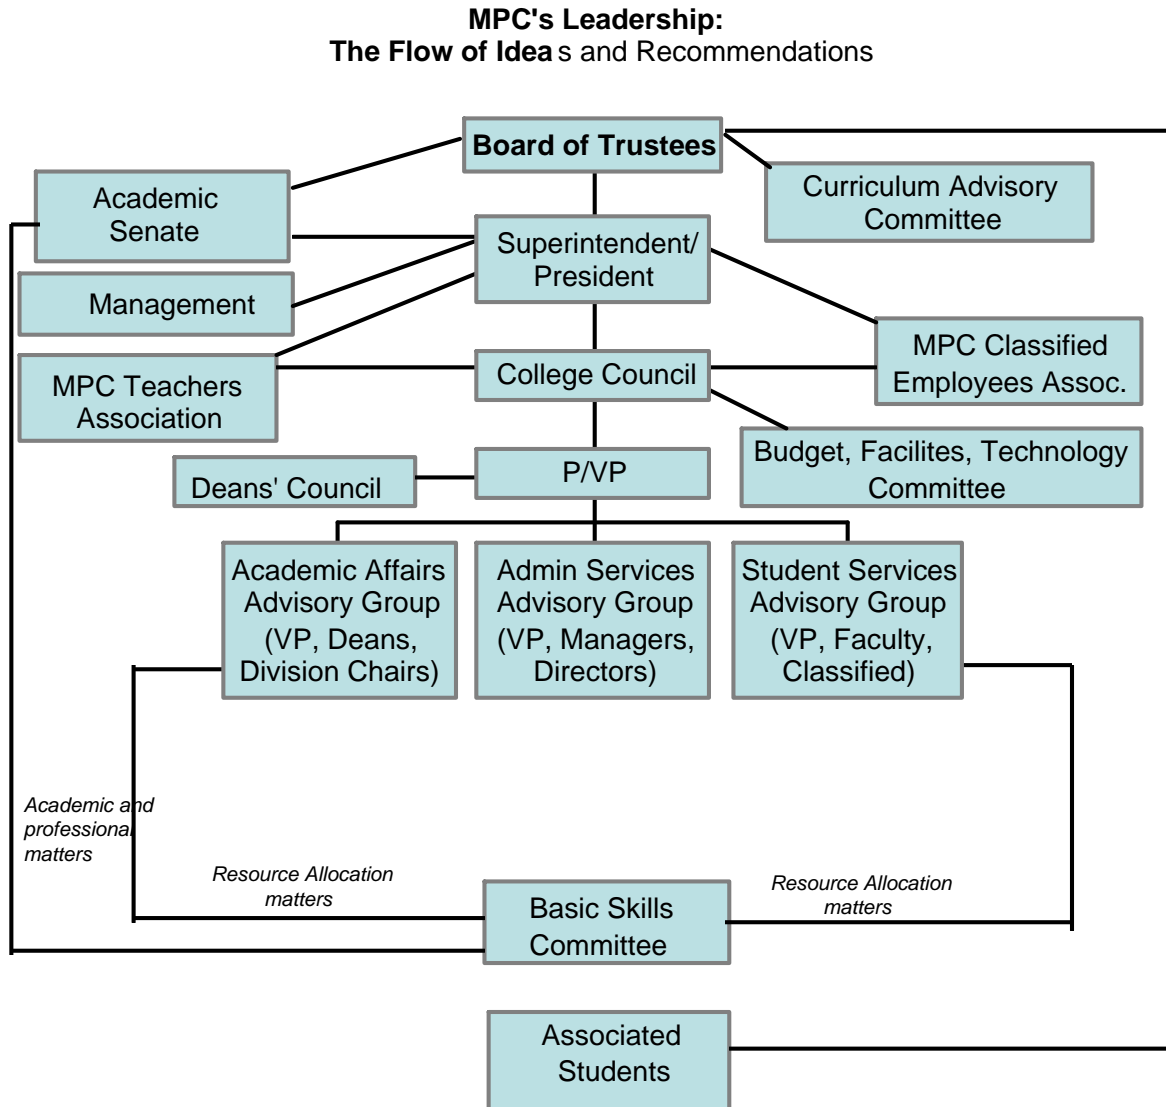 MPC's Leadership:
The Flow of Idea s and Recommendations
Board of Trustees
Academic
Senate
Curriculum Advisory
Committee
Superintendent/
President
Management
MPC Teachers
Association
College Council
MPC Classified
Employees Assoc.
Deans' Council
P/VP
Budget, Facilites, Technology
Committee
Academic Affairs
Advisory Group
(VP, Deans,
Division Chairs)
Admin Services
Advisory Group
(VP, Managers,
Directors)
Student Services
Advisory Group
(VP, Faculty,
Classified)
Academic and
professional
matters
Resource Allocation
matters
Basic Skills
Committee
Resource Allocation
matters
Associated
Students